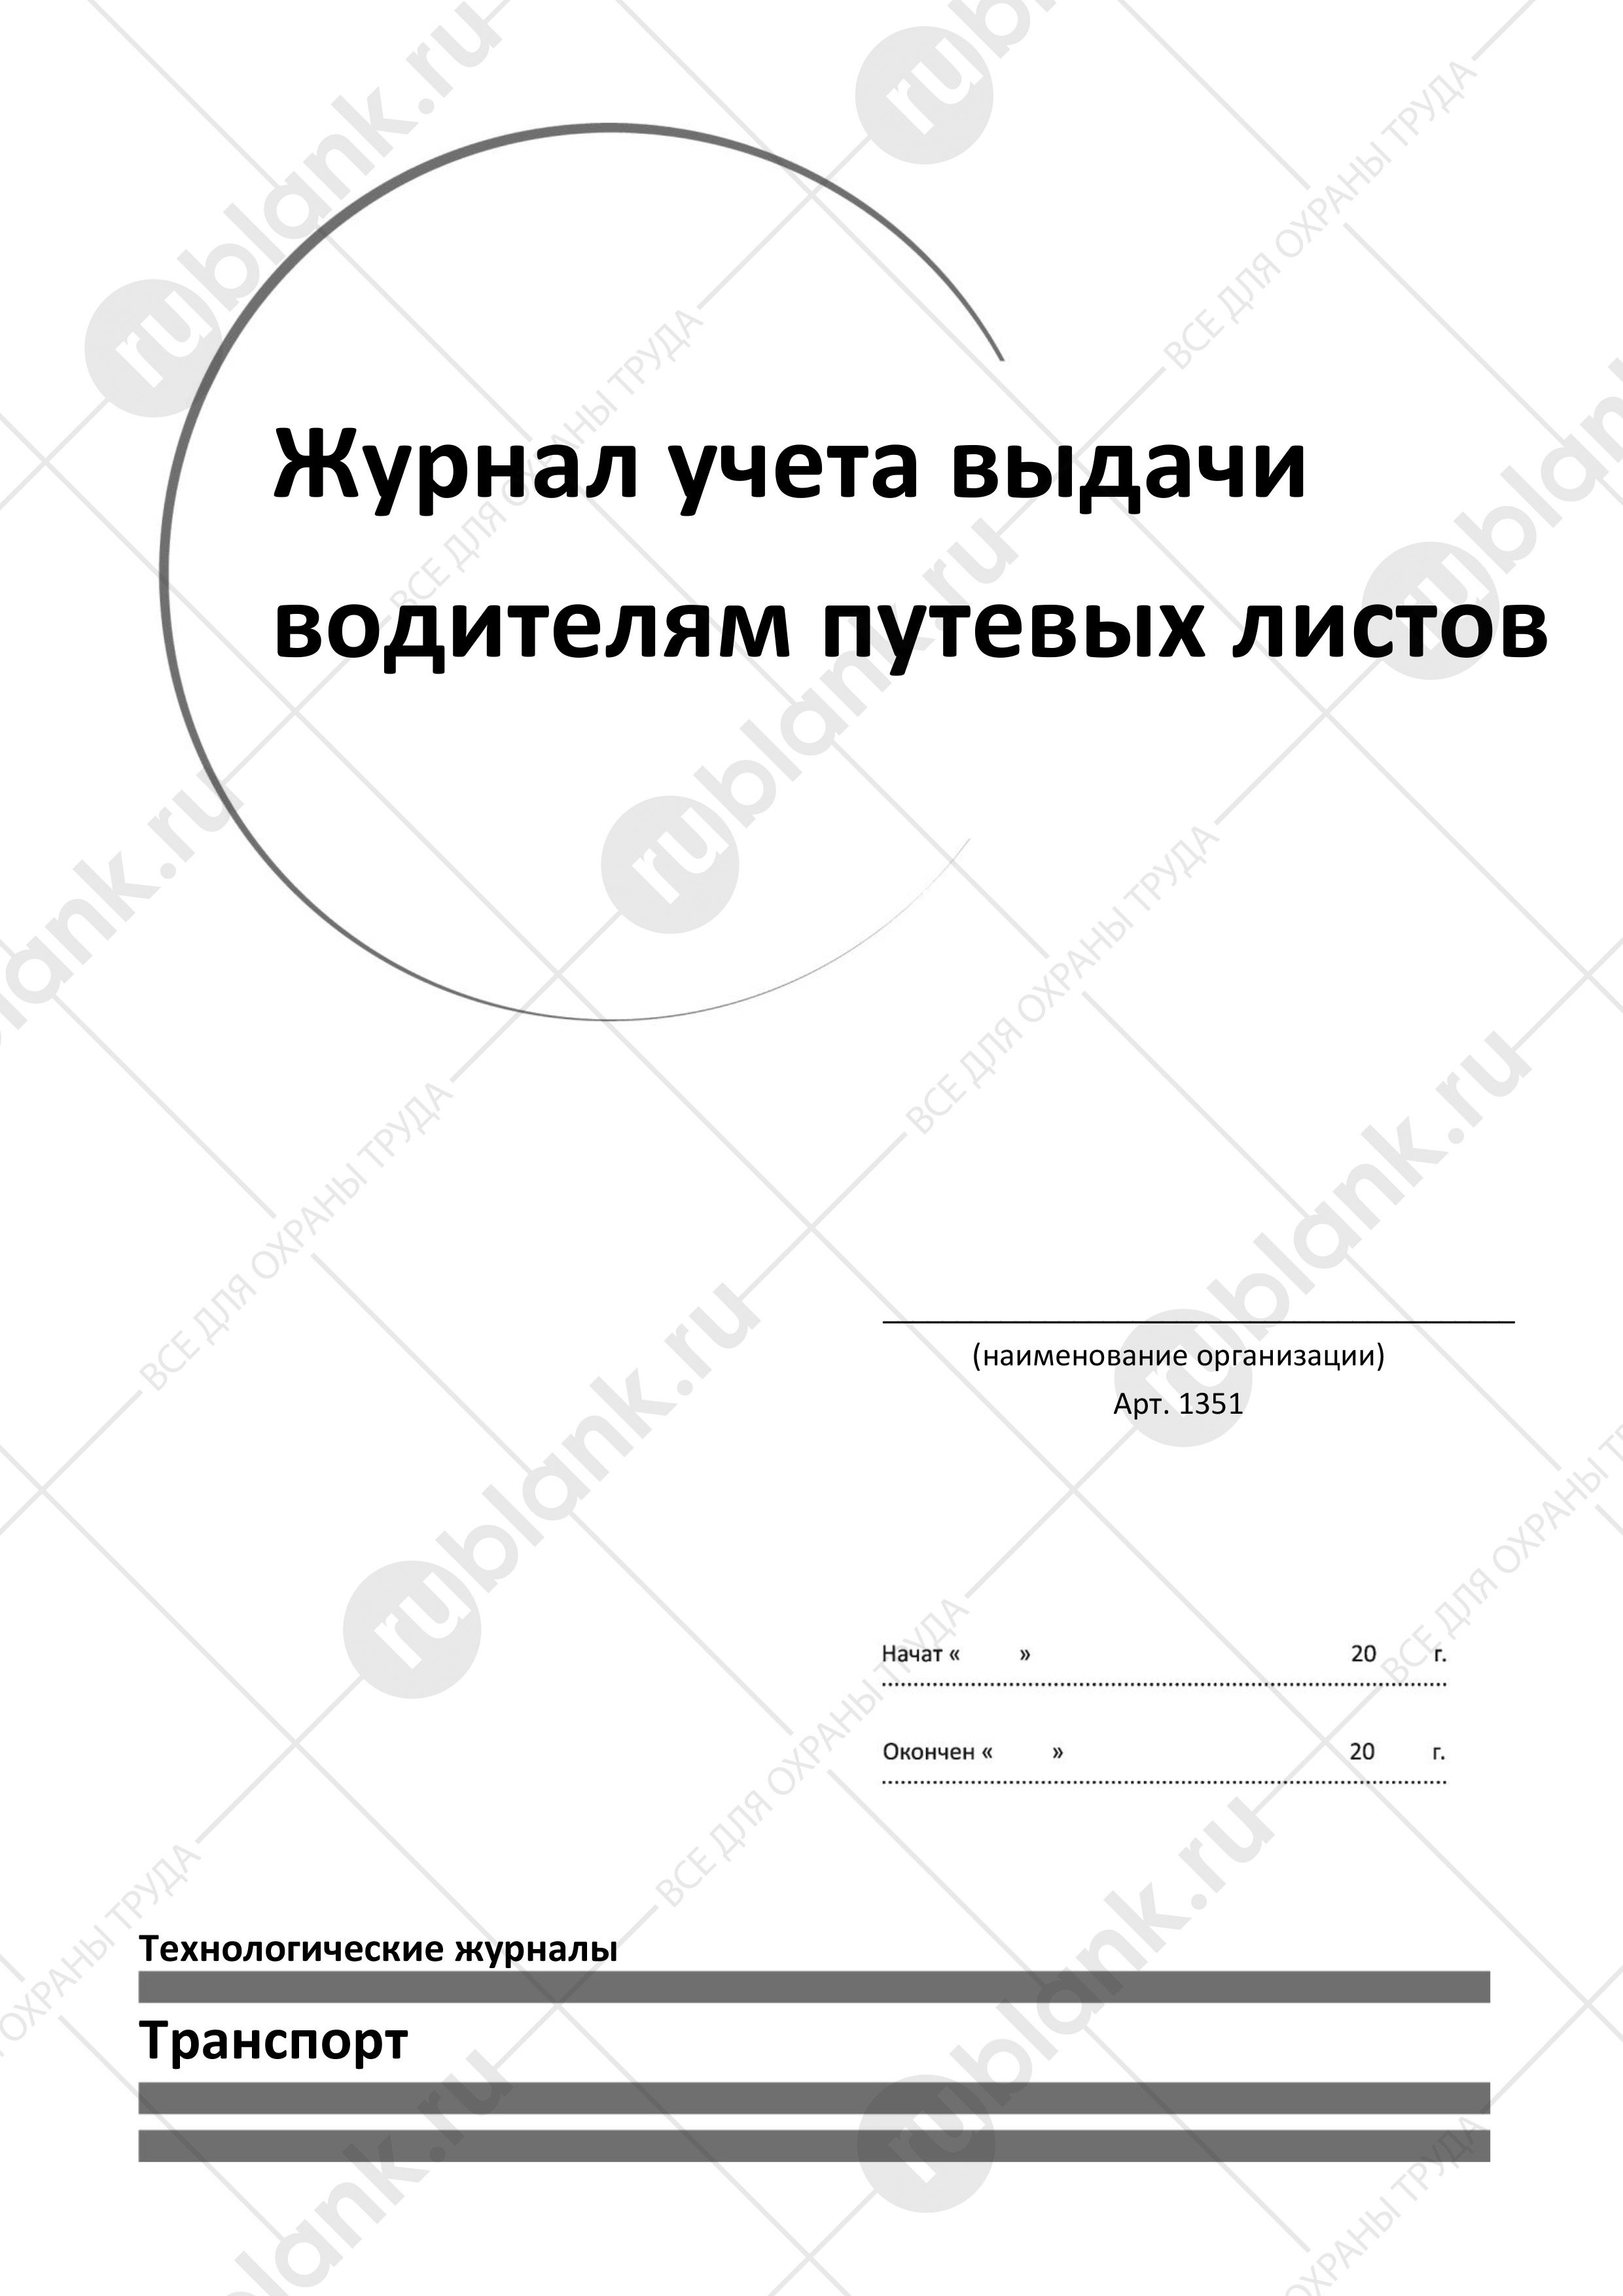 Журнал учета выдачи
водителям путевых листов
(наименование организации)
Арт. 1351
Начат « » 20 г.
Окончен « » 20 г.
Технологические журналы
Транспорт
rublank.ru
ВСЕ ДЛЯ ОХРАНЫ ТРУДА